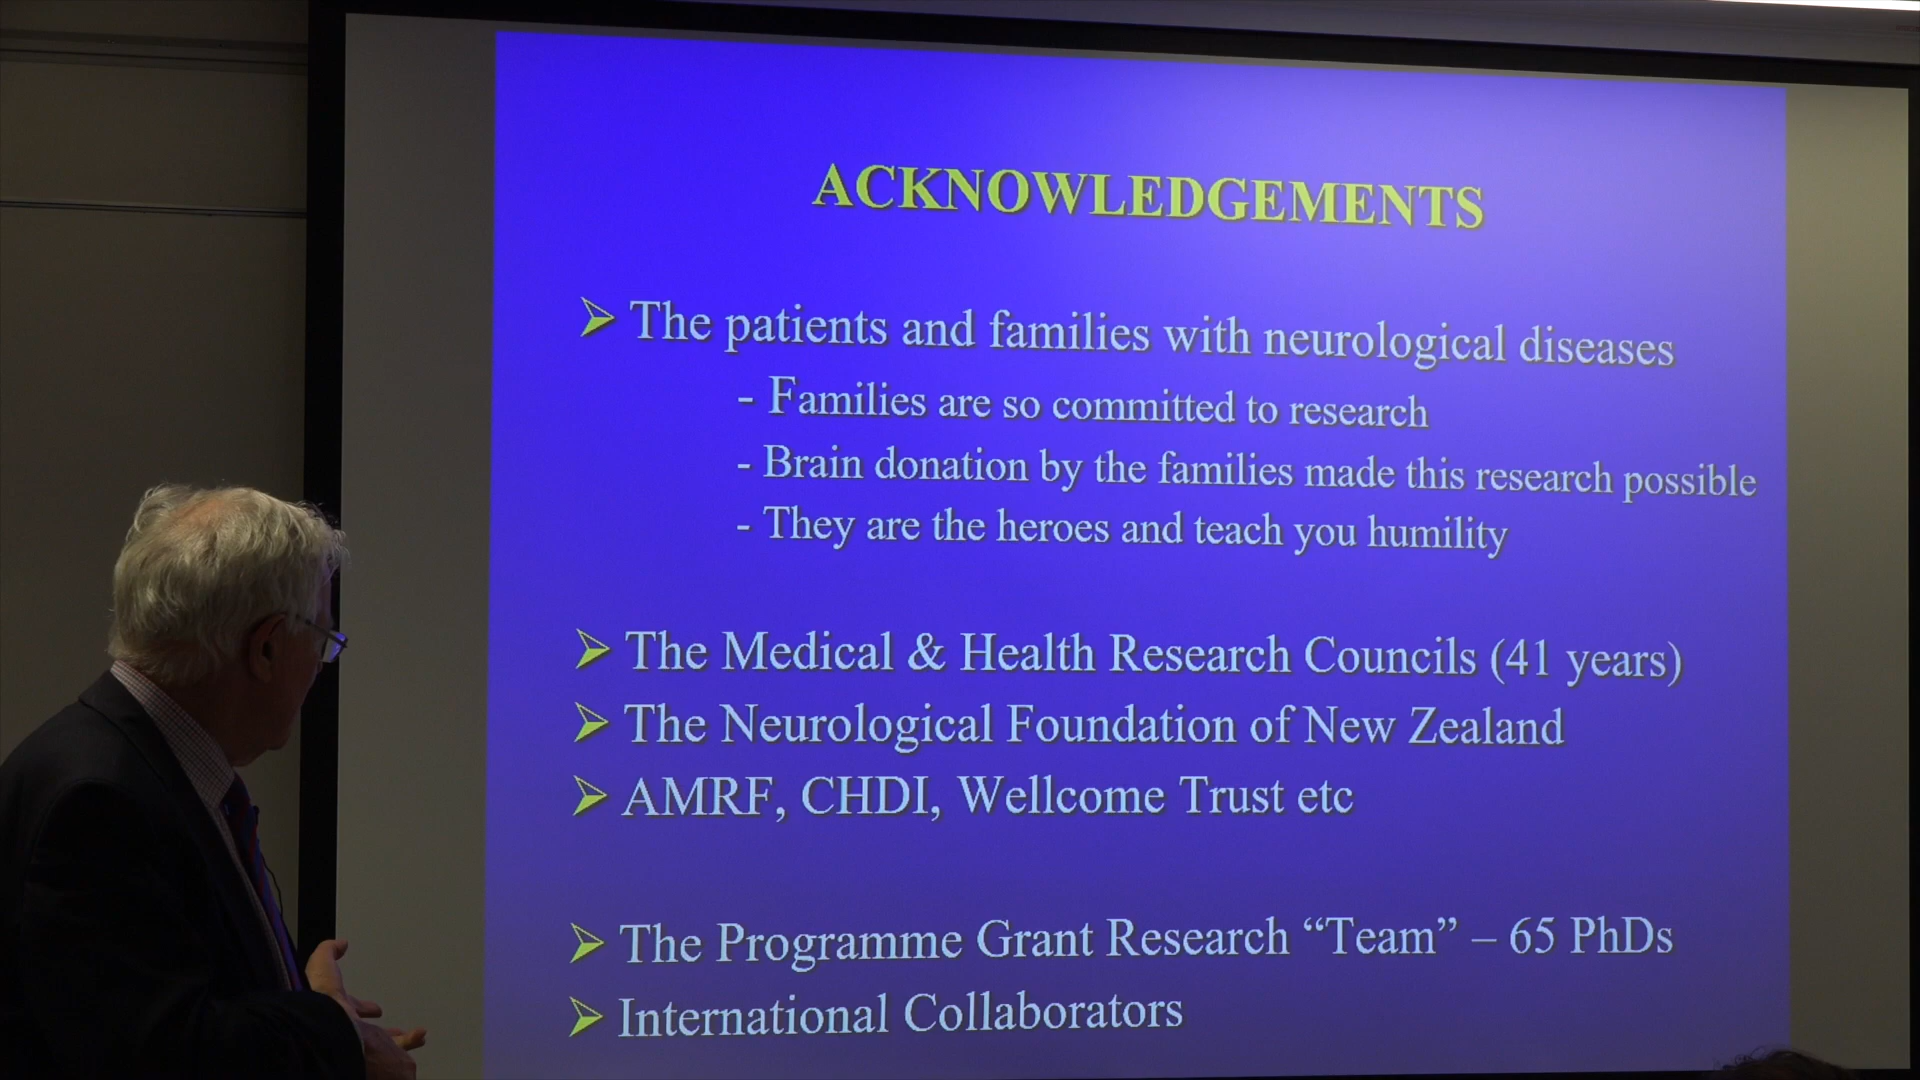 ACKNOWLEDGEMENTS
➢ The patients and families with neurological diseases
- Families are so committed to research
- Brain donation by the families made this research possible
- They are the heroes and teach you humility
➢ The Medical & Health Research Councils (41 years)
➢ The Neurological Foundation of New Zealand
➢ AMRF, CHDI, Wellcome Trust etc
➢ The Programme Grant Research “Team” – 65 PhDs
➢ International Collaborators